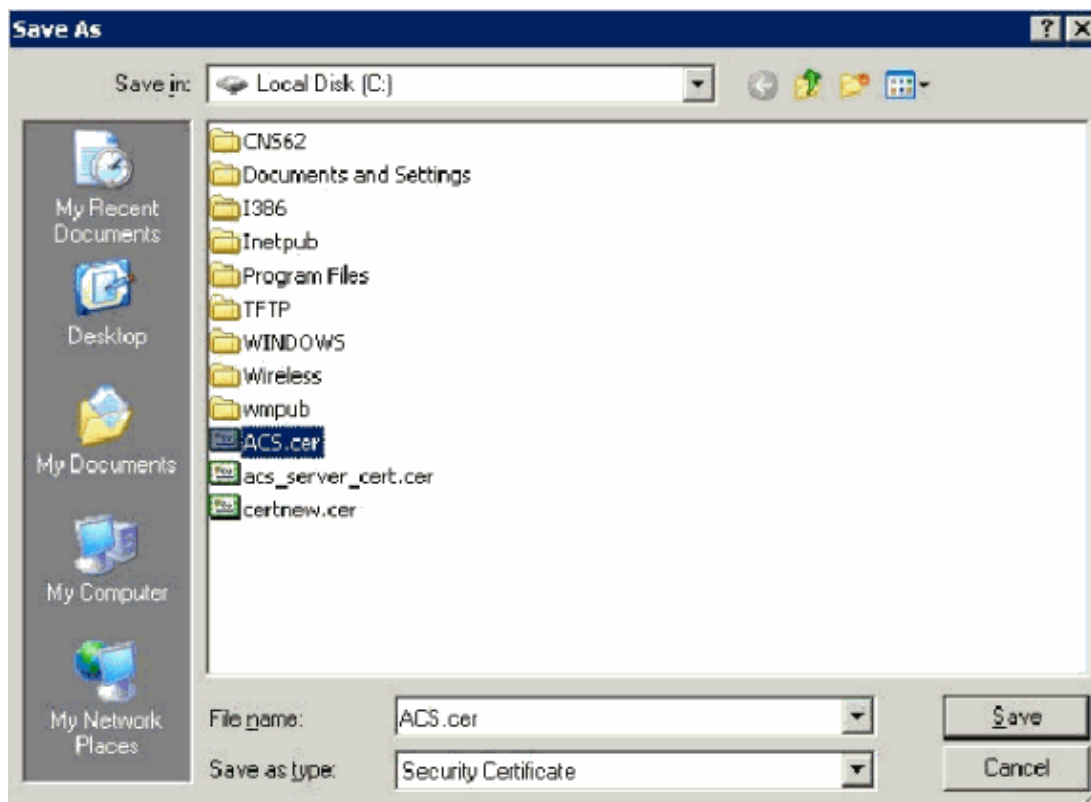 Save As
Save in: Local Disk (C:)
My Recent Documents
Desktop
My Documents
My Computer
My Network Places
CNS62
Documents and Settings
I386
Inetpub
Program Files
TFTP
WINDOWS
Wireless
wmpub
ACS.cer
acs_server_cert.cer
certnew.cer
File name: ACS.cer
Save
Save as type: Security Certificate
Cancel